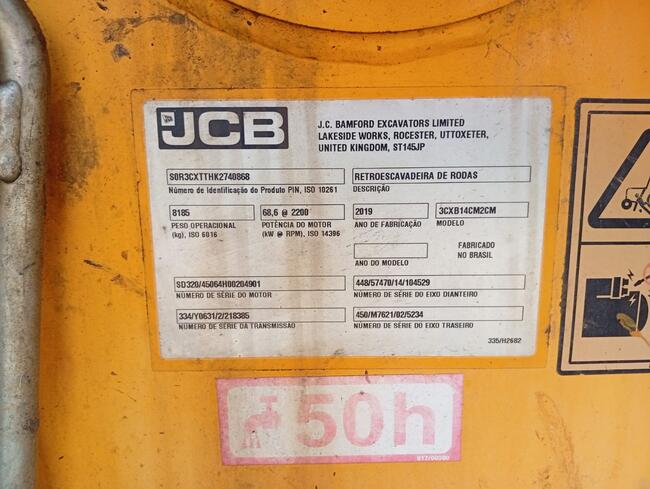 JCB
J.C. BAMFORD EXCAVATORS LIMITED
LAKESIDE WORKS, ROCESTER, UTTOXETER,
UNITED KINGDOM, ST145JP
S0R3CXTTHK2740868
Número de Identificação do Produto PIN, ISO 10261
RETROESCAVADEIRA DE RODAS
DESCRIÇÃO
8185
PESO OPERACIONAL
(kg), ISO 6016
68,6 @ 2200
POTÊNCIA DO MOTOR
(kW @ RPM), ISO 14396
2019
ANO DE FABRICAÇÃO
3CXB14CM2CM
MODELO
ANO DO MODELO
FABRICADO
NO BRASIL
SD320/45064H00204901
NÚMERO DE SÉRIE DO MOTOR
448/57470/14/104529
NÚMERO DE SÉRIE DO EIXO DIANTEIRO
334/Y0631/2/218385
NÚMERO DE SÉRIE DA TRANSMISSÃO
450/M7621/02/5234
NÚMERO DE SÉRIE DO EIXO TRASEIRO
335/H2682
50h